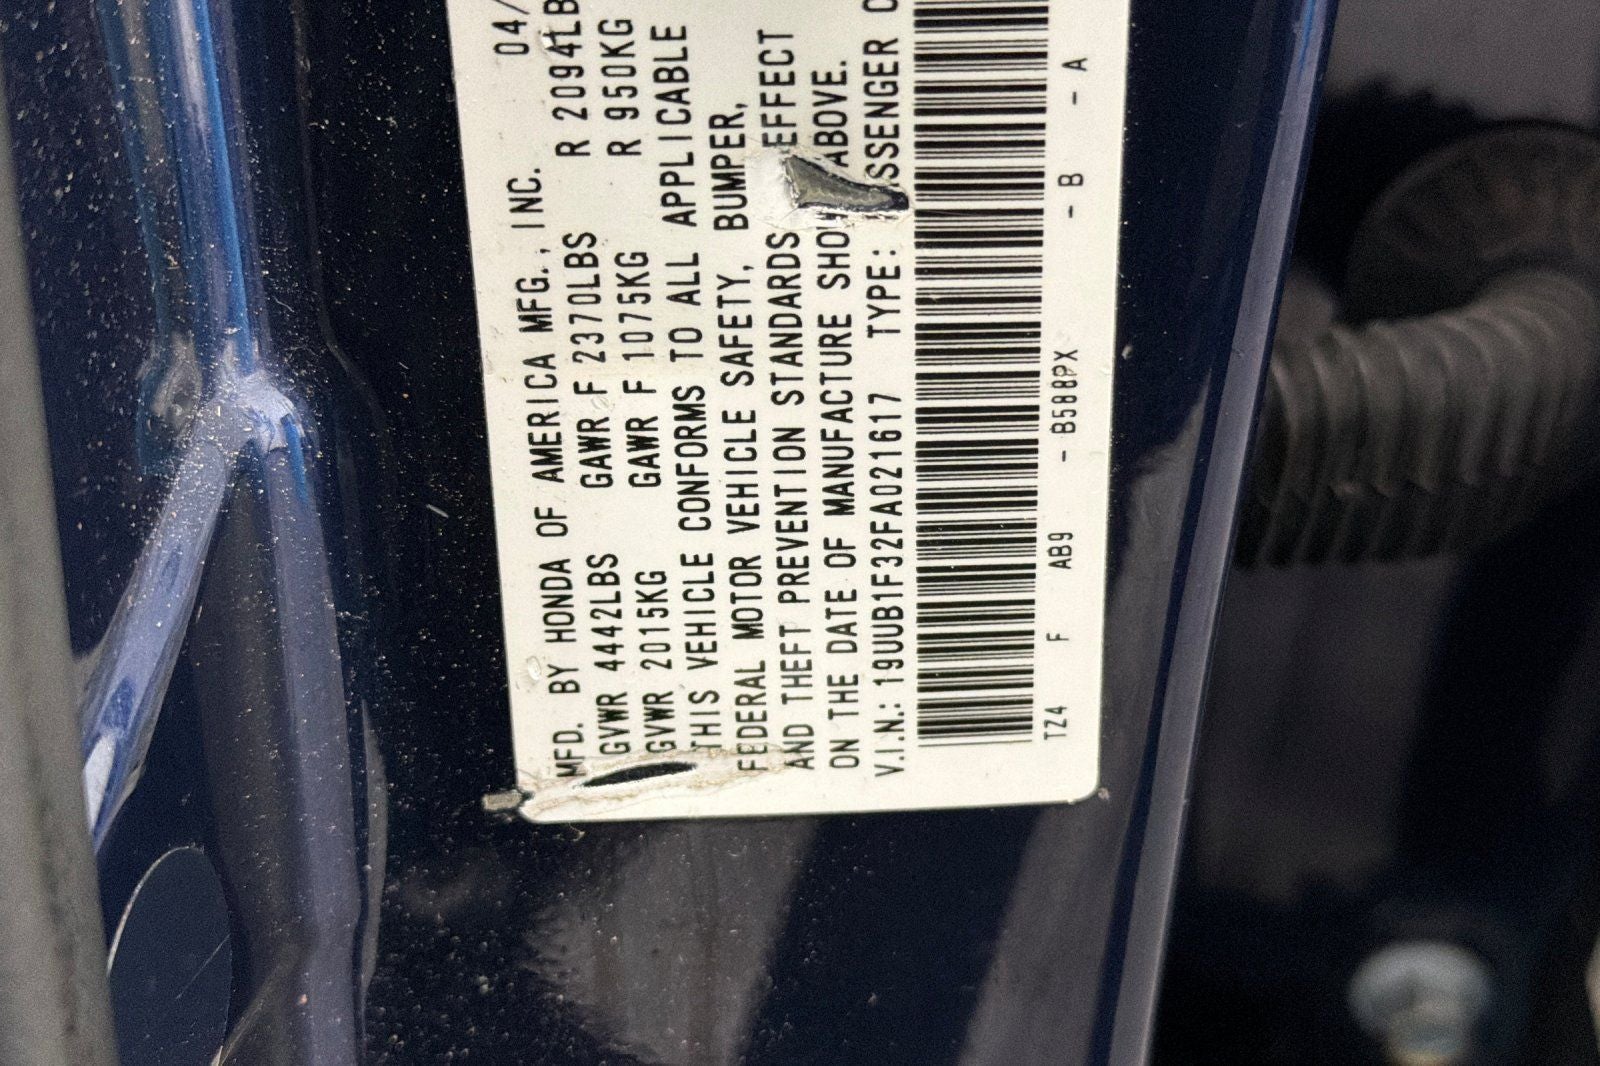 MFD. BY HONDA OF AMERICA MFG., INC. 04/
GVWR 4442LBS GAWR F 2370LBS R 2094LB
GVWR 2015KG GAWR F 1075KG R 950KG
THIS VEHICLE CONFORMS TO ALL APPLICABLE
FEDERAL MOTOR VEHICLE SAFETY, BUMPER,
AND THEFT PREVENTION STANDARDS EFFECT
ON THE DATE OF MANUFACTURE SHO ABOVE.
V.I.N.: 19UUB1F32FA021617 TYPE: SSENGER C
TZ4 F AB9 - B588PX - B - A